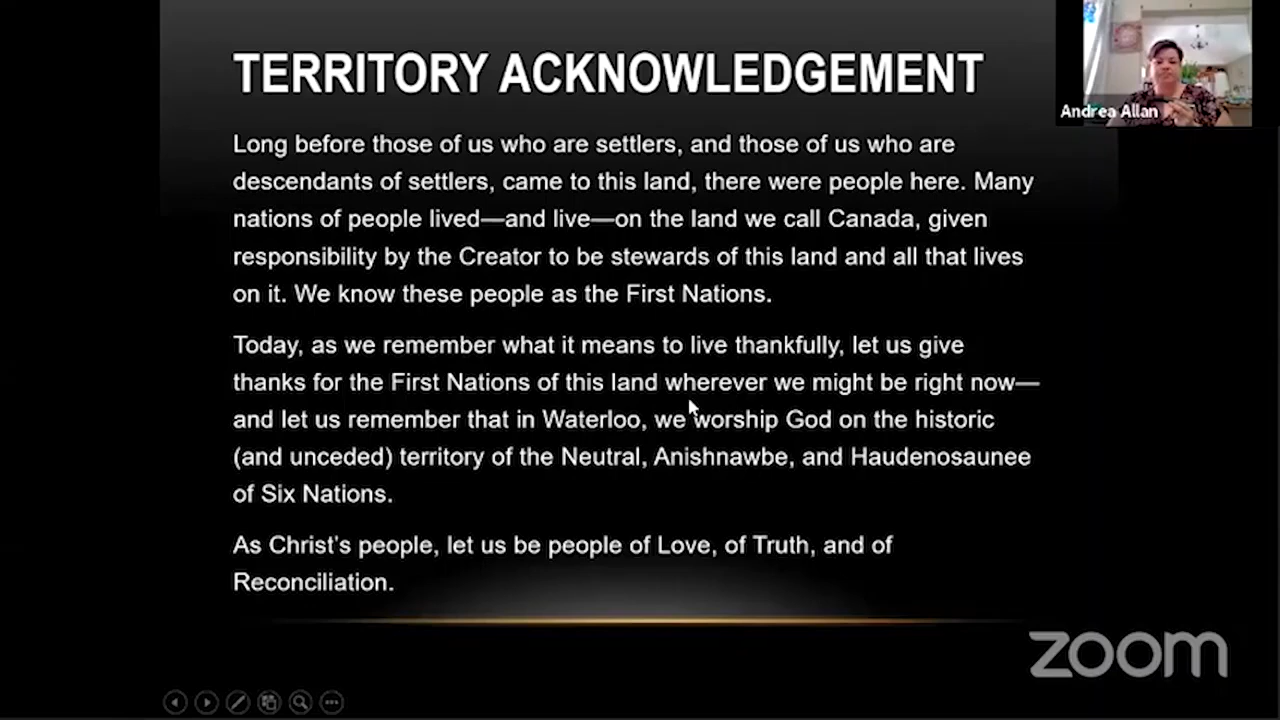 TERRITORY ACKNOWLEDGEMENT
Andrea Allan
Long before those of us who are settlers, and those of us who are
descendants of settlers, came to this land, there were people here. Many
nations of people lived—and live—on the land we call Canada, given
responsibility by the Creator to be stewards of this land and all that lives
on it. We know these people as the First Nations.
Today, as we remember what it means to live thankfully, let us give
thanks for the First Nations of this land wherever we might be right now—
and let us remember that in Waterloo, we worship God on the historic
(and unceded) territory of the Neutral, Anishnawbe, and Haudenosaunee
of Six Nations.
As Christ's people, let us be people of Love, of Truth, and of
Reconciliation.
zoom